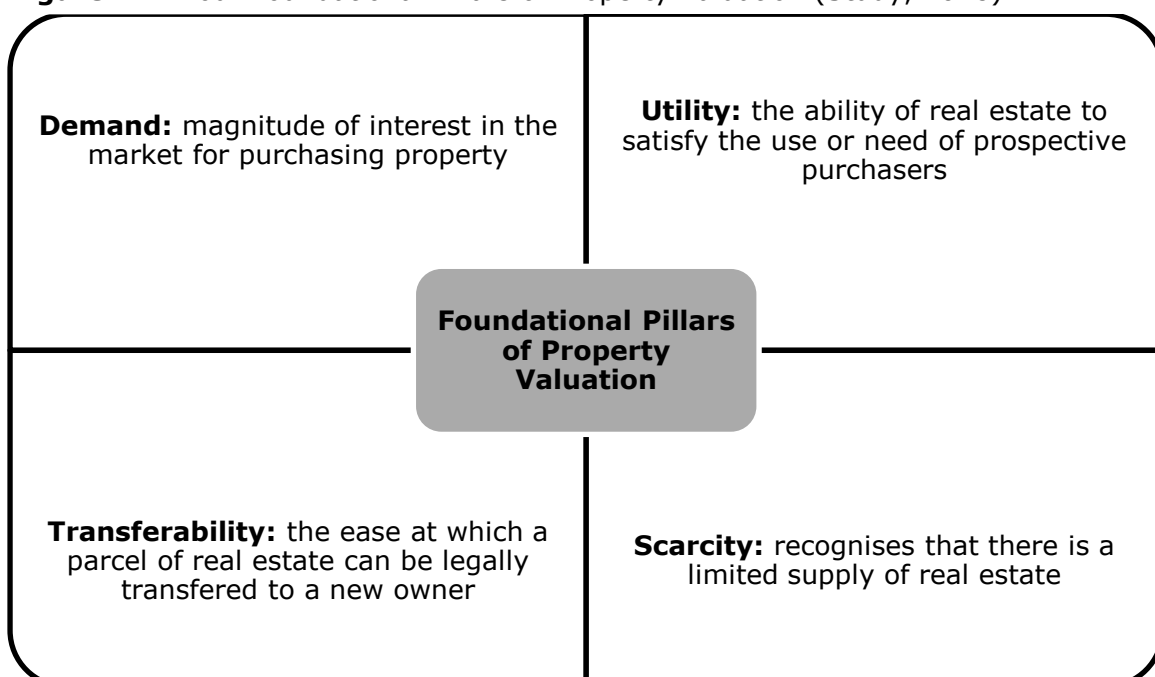 Demand: magnitude of interest in the
market for purchasing property
Utility: the ability of real estate to
satisfy the use or need of prospective
purchasers
Foundational Pillars
of Property
Valuation
Transferability: the ease at which a
parcel of real estate can be legally
transfered to a new owner
Scarcity: recognises that there is a
limited supply of real estate